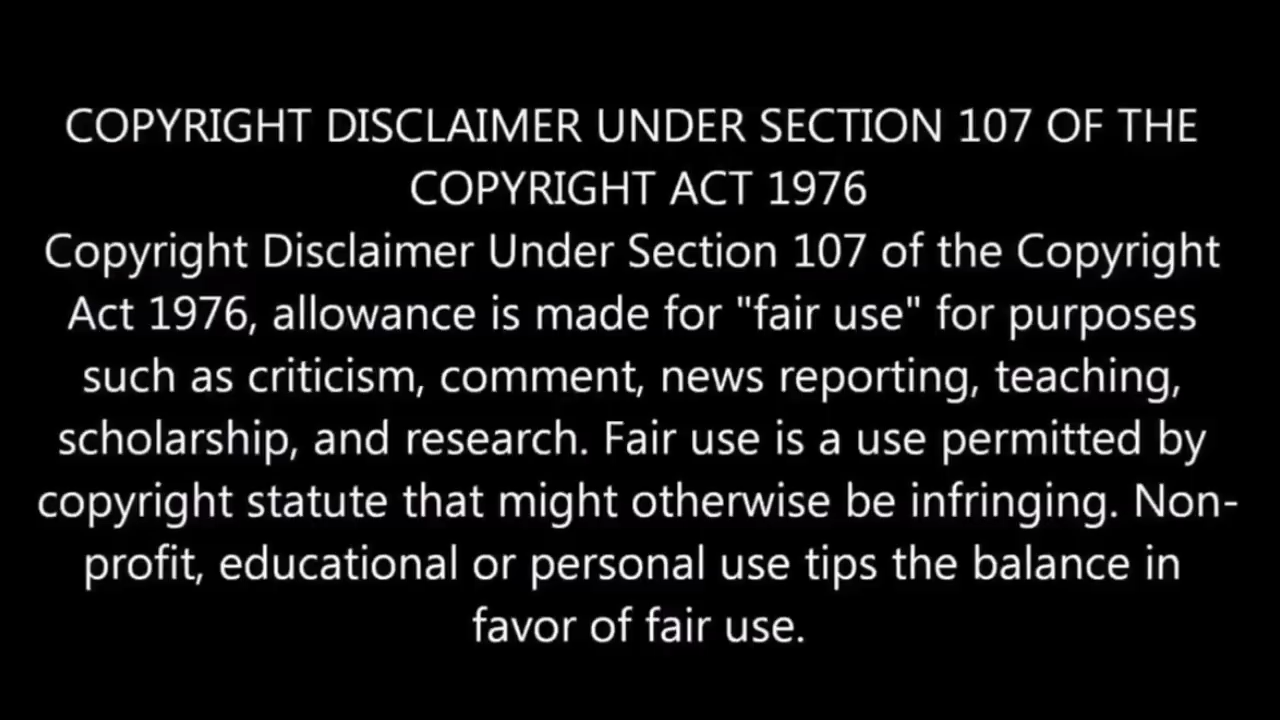 COPYRIGHT DISCLAIMER UNDER SECTION 107 OF THE
COPYRIGHT ACT 1976
Copyright Disclaimer Under Section 107 of the Copyright
Act 1976, allowance is made for "fair use" for purposes
such as criticism, comment, news reporting, teaching,
scholarship, and research. Fair use is a use permitted by
copyright statute that might otherwise be infringing. Non-
profit, educational or personal use tips the balance in
favor of fair use.